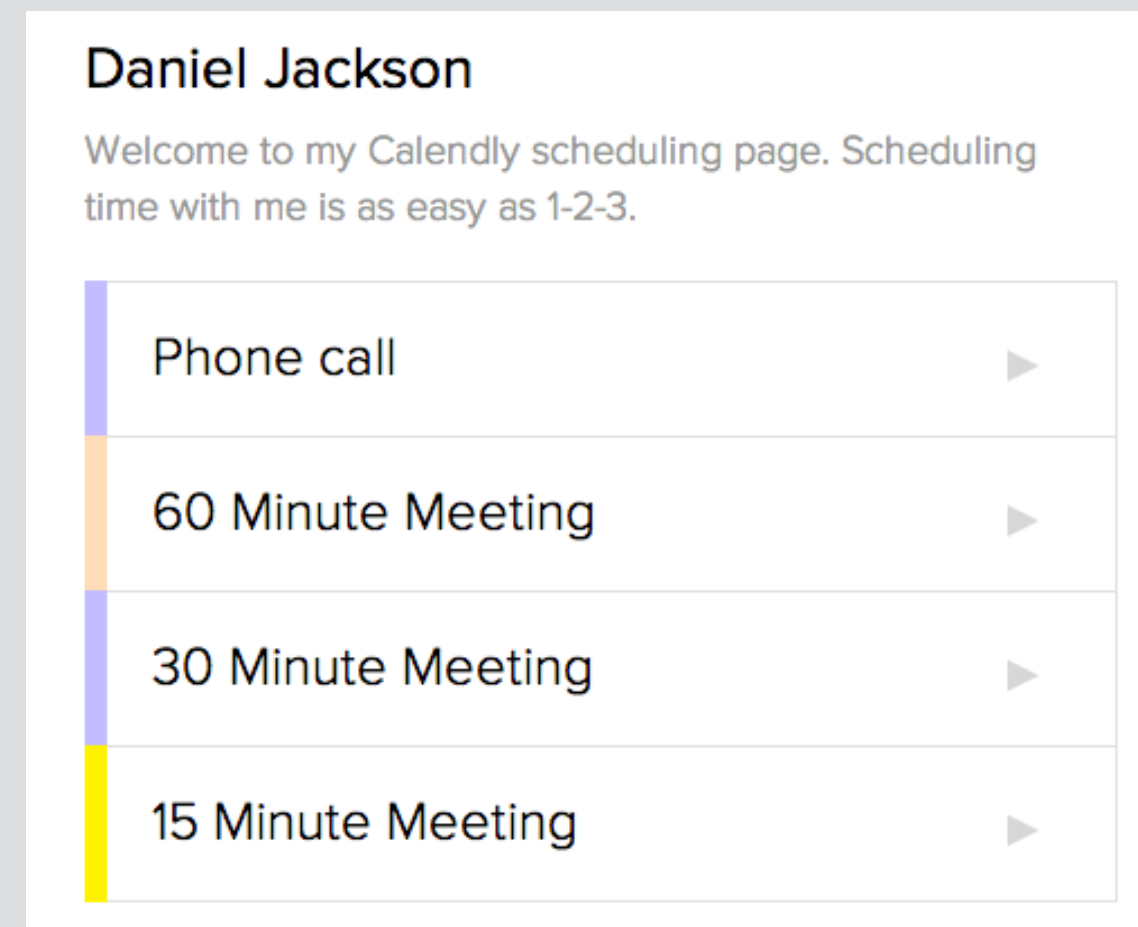 Daniel Jackson
Welcome to my Calendly scheduling page. Scheduling
time with me is as easy as 1-2-3.
Phone call
60 Minute Meeting
30 Minute Meeting
15 Minute Meeting